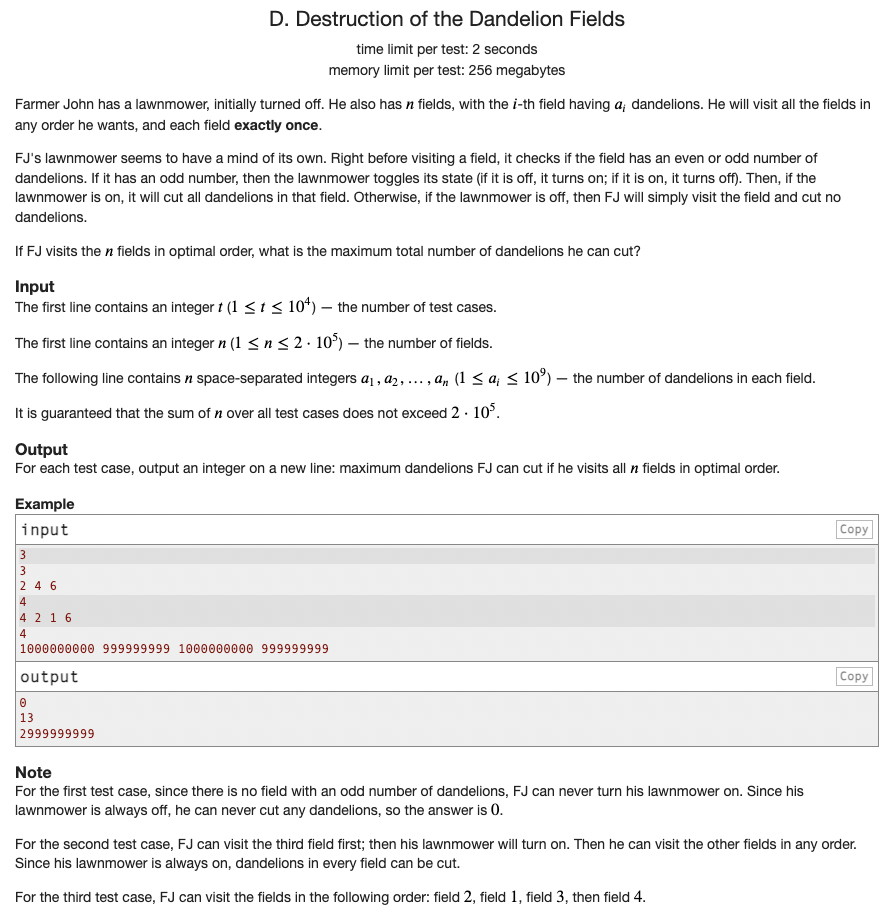 D. Destruction of the Dandelion Fields
time limit per test: 2 seconds
memory limit per test: 256 megabytes
Farmer John has a lawnmower, initially turned off. He also has n fields, with the i-th field having a_i dandelions. He will visit all the fields in
any order he wants, and each field exactly once.
FJ's lawnmower seems to have a mind of its own. Right before visiting a field, it checks if the field has an even or odd number of
dandelions. If it has an odd number, then the lawnmower toggles its state (if it is off, it turns on; if it is on, it turns off). Then, if the
lawnmower is on, it will cut all dandelions in that field. Otherwise, if the lawnmower is off, then FJ will simply visit the field and cut no
dandelions.
If FJ visits the n fields in optimal order, what is the maximum total number of dandelions he can cut?
Input
The first line contains an integer t (1 ≤ t ≤ 10^4) — the number of test cases.
The first line contains an integer n (1 ≤ n ≤ 2 · 10^5) — the number of fields.
The following line contains n space-separated integers a_1, a_2, … , a_n (1 ≤ a_i ≤ 10^9) — the number of dandelions in each field.
It is guaranteed that the sum of n over all test cases does not exceed 2 · 10^5.
Output
For each test case, output an integer on a new line: maximum dandelions FJ can cut if he visits all n fields in optimal order.
Example
input Copy
3
3
2 4 6
4
4 2 1 6
4
1000000000 999999999 1000000000 999999999
output Copy
0
13
2999999999
Note
For the first test case, since there is no field with an odd number of dandelions, FJ can never turn his lawnmower on. Since his
lawnmower is always off, he can never cut any dandelions, so the answer is 0.
For the second test case, FJ can visit the third field first; then his lawnmower will turn on. Then he can visit the other fields in any order.
Since his lawnmower is always on, dandelions in every field can be cut.
For the third test case, FJ can visit the fields in the following order: field 2, field 1, field 3, then field 4.